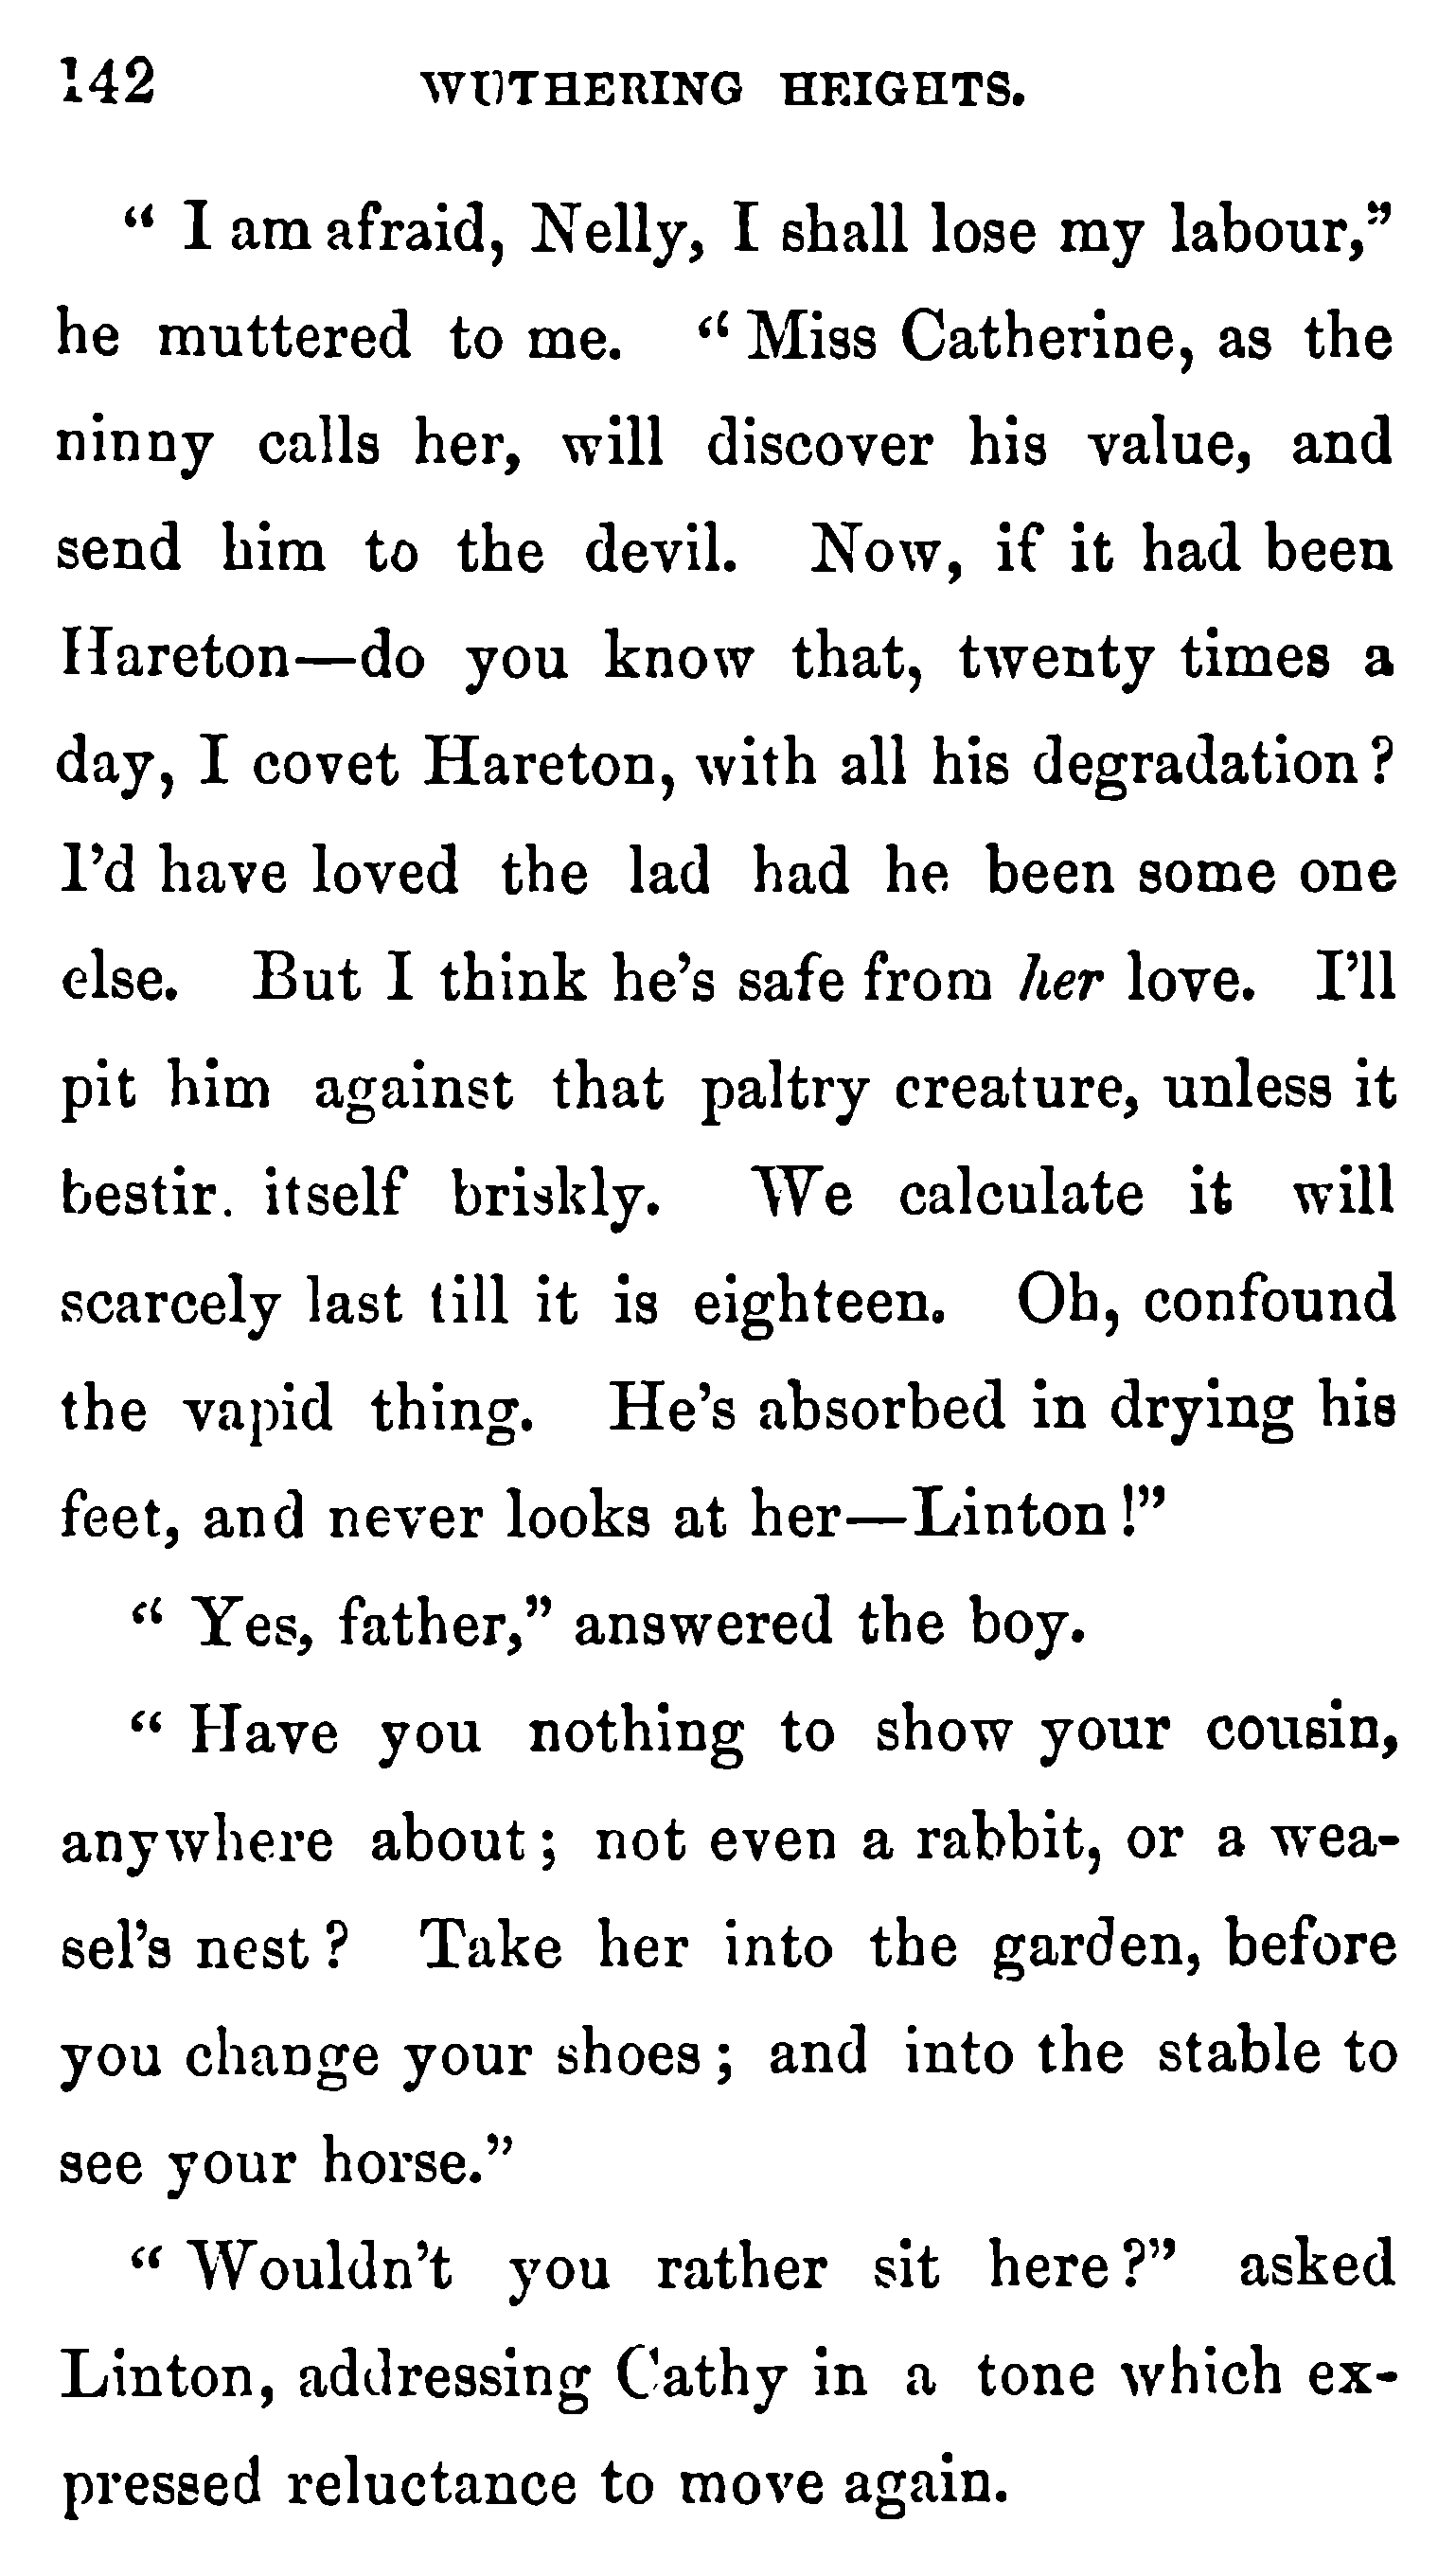 142 WUTHERING HEIGHTS.
“ I am afraid, Nelly, I shall lose my labour,”
he muttered to me. “ Miss Catherine, as the
ninny calls her, will discover his value, and
send him to the devil. Now, if it had been
Hareton—do you know that, twenty times a
day, I covet Hareton, with all his degradation ?
I’d have loved the lad had he been some one
else. But I think he’s safe from her love. I’ll
pit him against that paltry creature, unless it
bestir. itself briskly. We calculate it will
scarcely last till it is eighteen. Oh, confound
the vapid thing. He’s absorbed in drying his
feet, and never looks at her—Linton !”
“ Yes, father,” answered the boy.
“ Have you nothing to show your cousin,
anywhere about ; not even a rabbit, or a wea-
sel’s nest ? Take her into the garden, before
you change your shoes ; and into the stable to
see your horse.”
“ Wouldn’t you rather sit here ?” asked
Linton, addressing Cathy in a tone which ex-
pressed reluctance to move again.